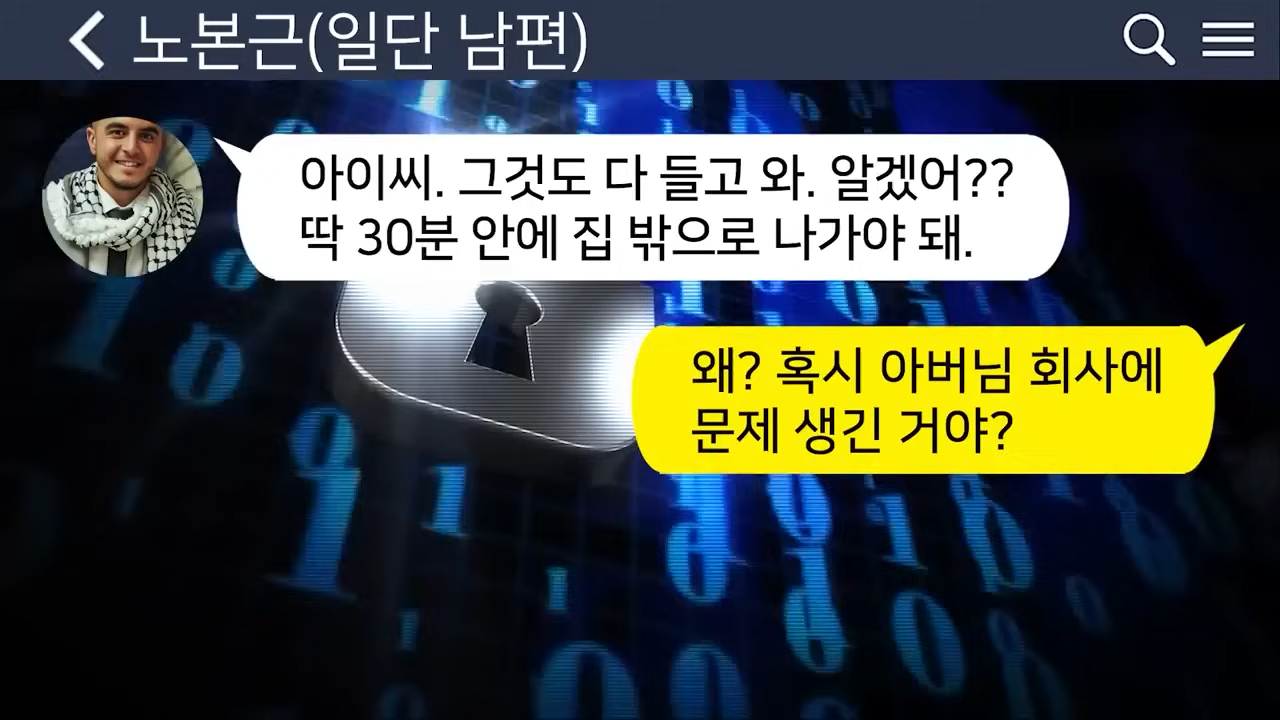 노본근(일단 남편)
아이씨. 그것도 다 들고 와. 알겠어??
딱 30분 안에 집 밖으로 나가야 돼.
왜? 혹시 아버님 회사에
문제 생긴 거야?